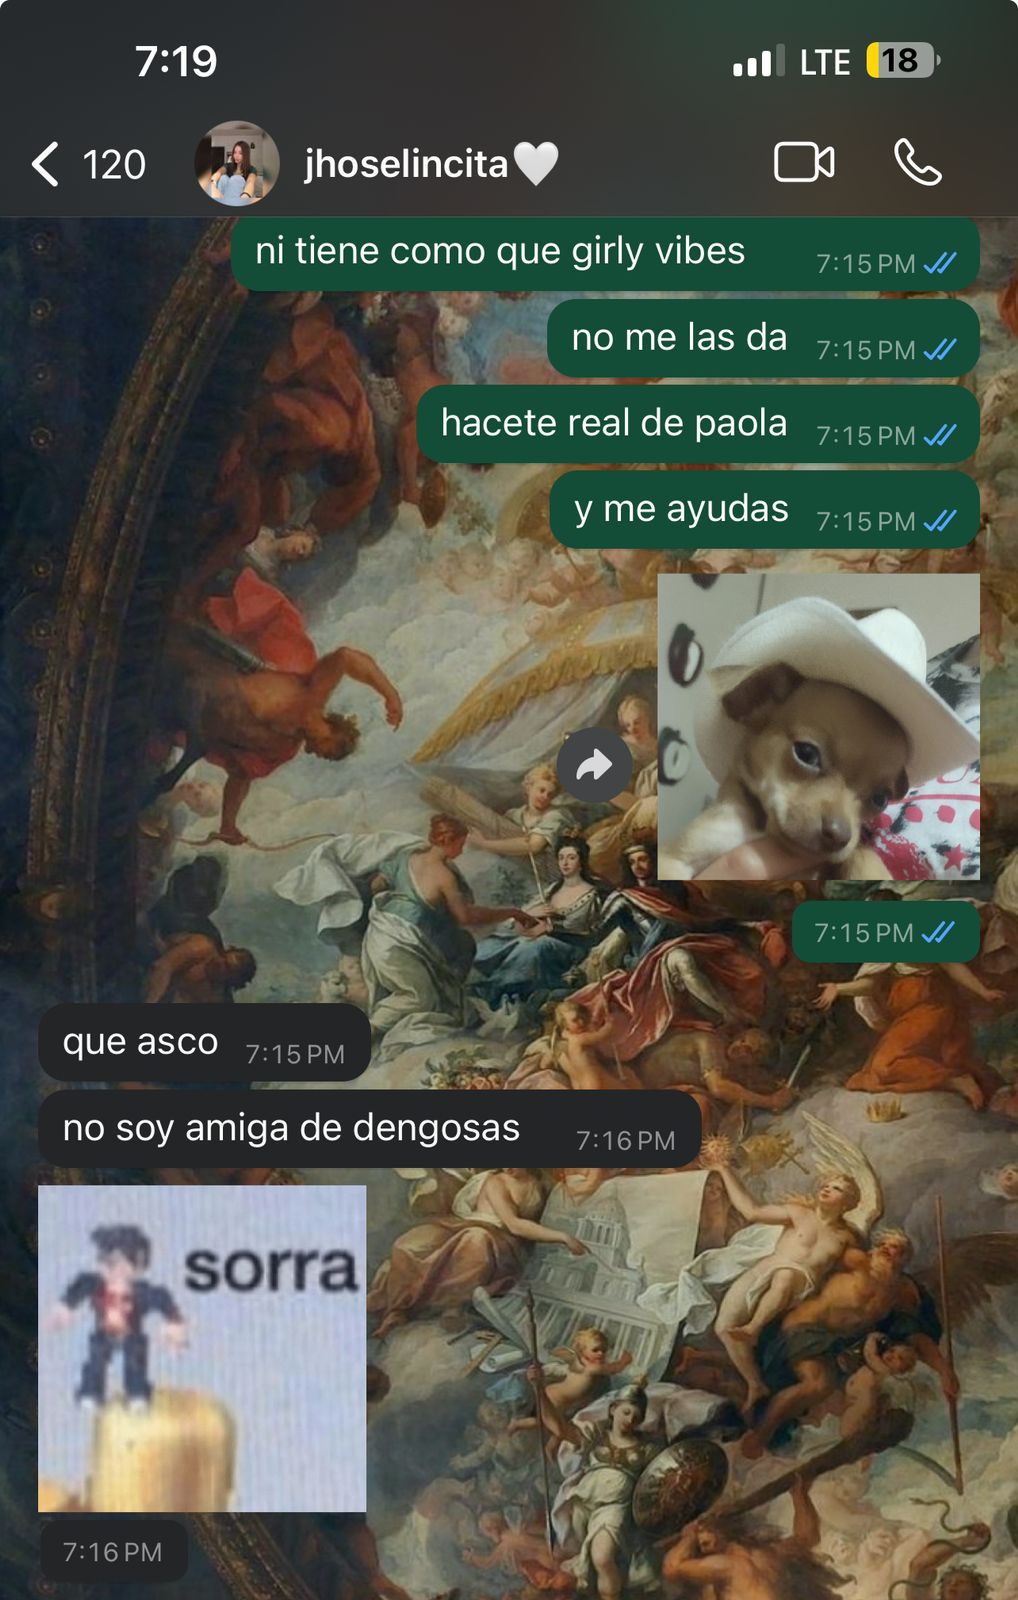 7:19
LTE
18
120
jhoselincita🤍
ni tiene como que girly vibes 7:15 PM
no me las da 7:15 PM
hacete real de paola 7:15 PM
y me ayudas 7:15 PM
7:15 PM
que asco 7:15 PM
no soy amiga de dengosas 7:16 PM
sorra
7:16 PM